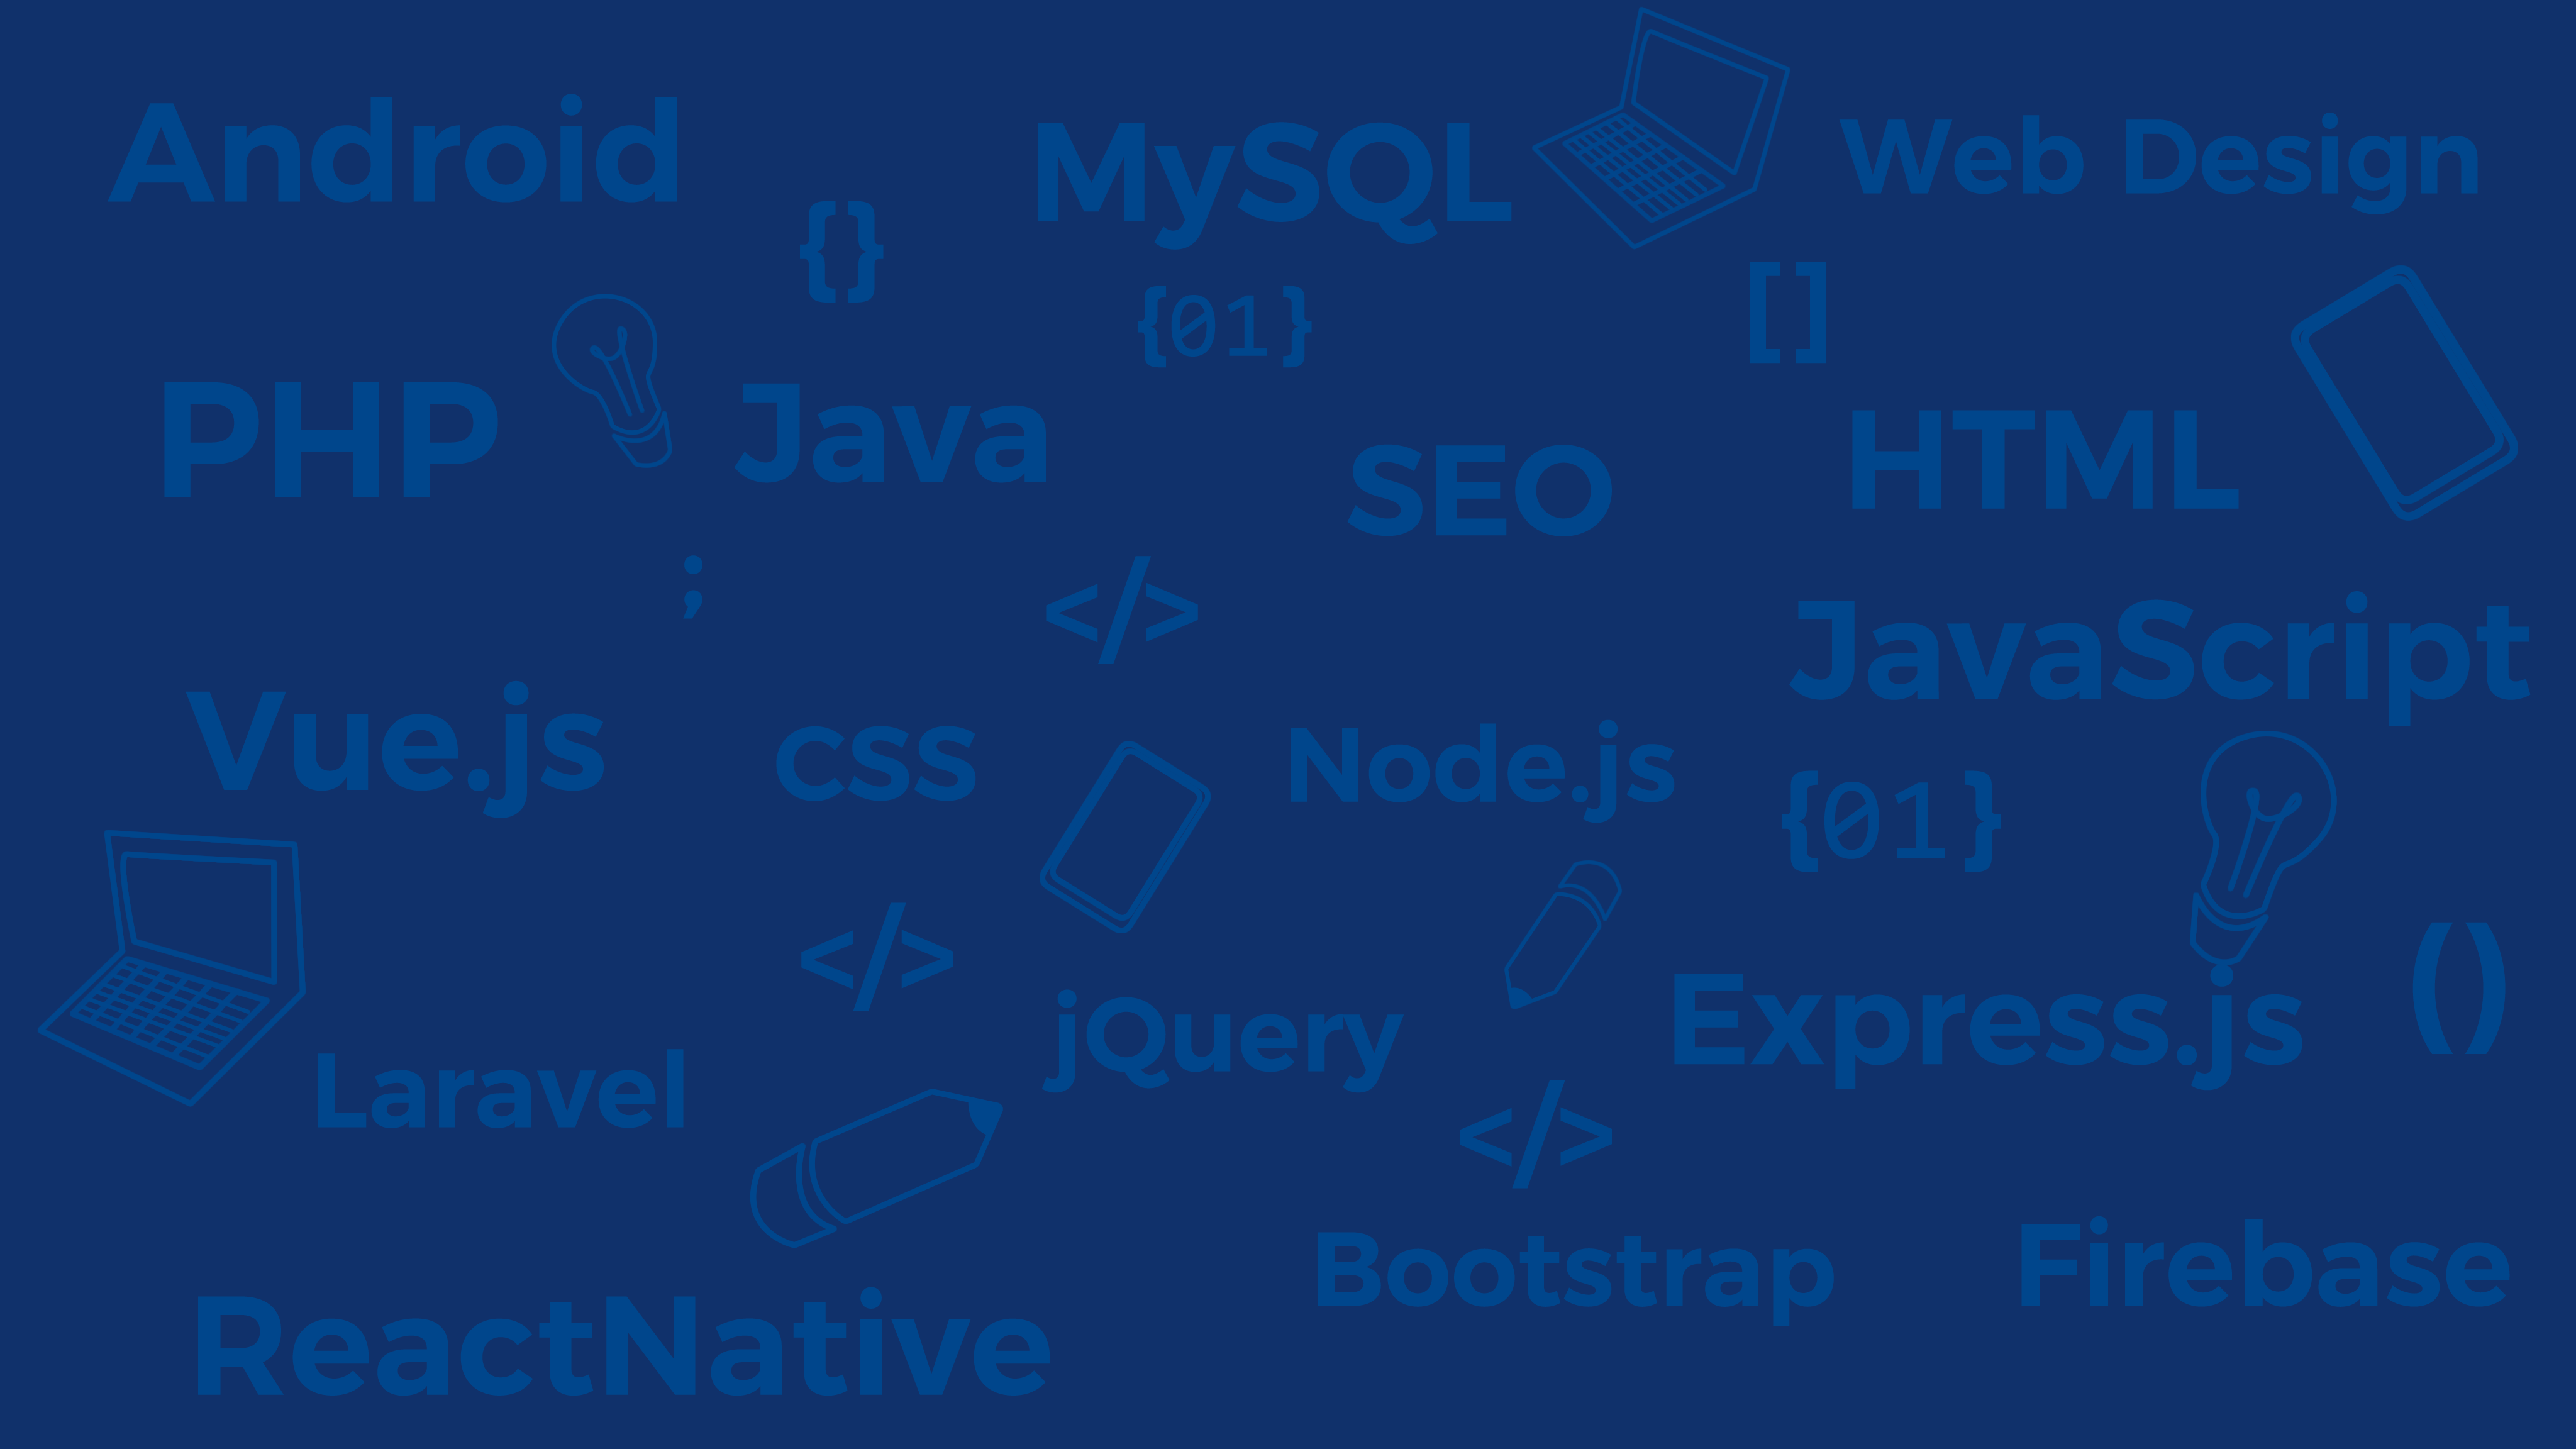 Android
MySQL
Web Design
{}
{01}
[]
PHP
Java
SEO
HTML
;
</>
JavaScript
Vue.js
CSS
Node.js
{01}
</>
jQuery
Express.js
()
Laravel
</>
Bootstrap
Firebase
ReactNative